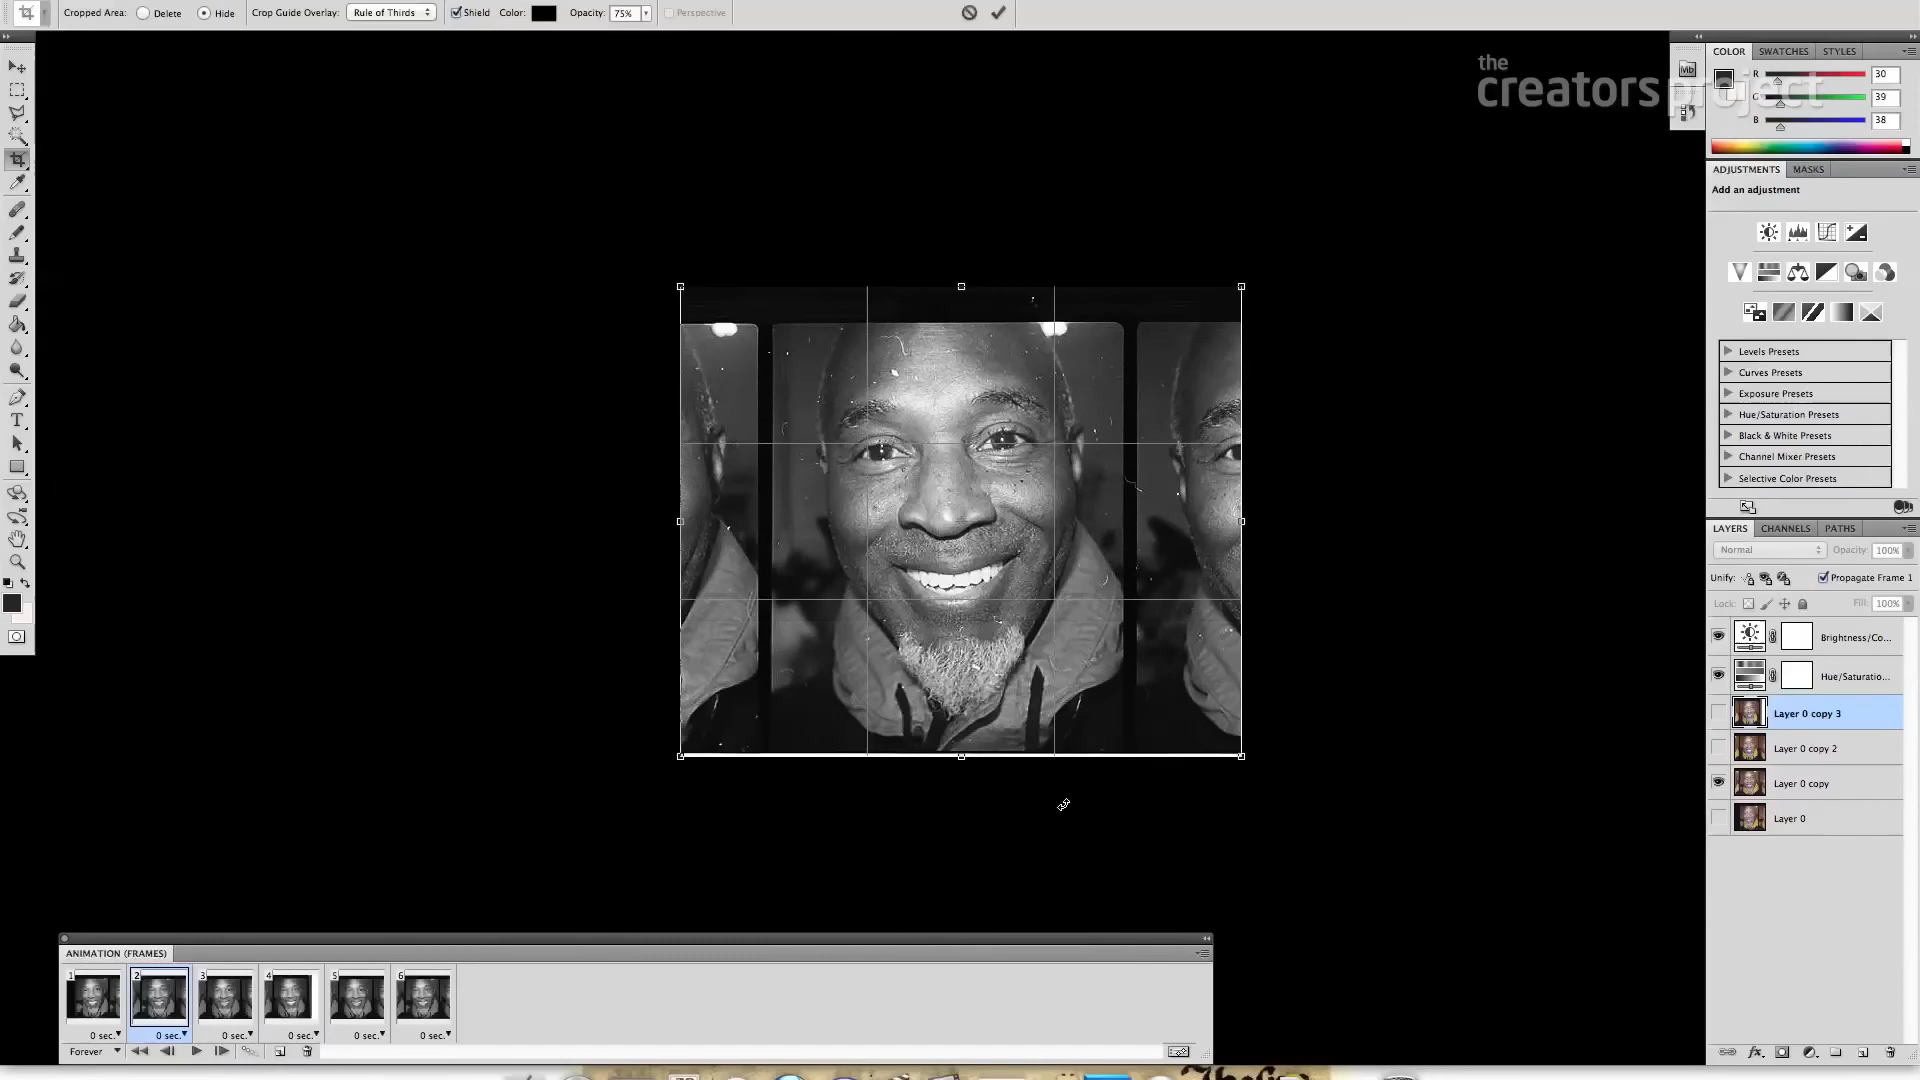 Cropped Area: Delete Hide Crop Guide Overlay: Rule of Thirds Shield Color: Opacity: 75% Perspective
the
creators project
Mb
COLOR SWATCHES STYLES
R 30
G 39
B 38
ADJUSTMENTS MASKS
Add an adjustment
Levels Presets
Curves Presets
Exposure Presets
Hue/Saturation Presets
Black & White Presets
Channel Mixer Presets
Selective Color Presets
LAYERS CHANNELS PATHS
Normal Opacity: 100%
Unify: Propagate Frame 1
Lock: Fill: 100%
Brightness/Co...
Hue/Saturatio...
Layer 0 copy 3
Layer 0 copy 2
Layer 0 copy
Layer 0
T
fx
ANIMATION (FRAMES)
1 2 3 4 5 6
0 sec. 0 sec. 0 sec. 0 sec. 0 sec. 0 sec.
Forever